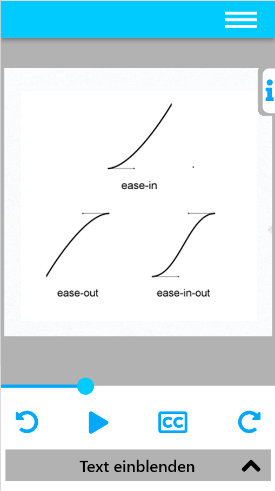 i
ease-in
ease-out ease-in-out
CC
Text einblenden